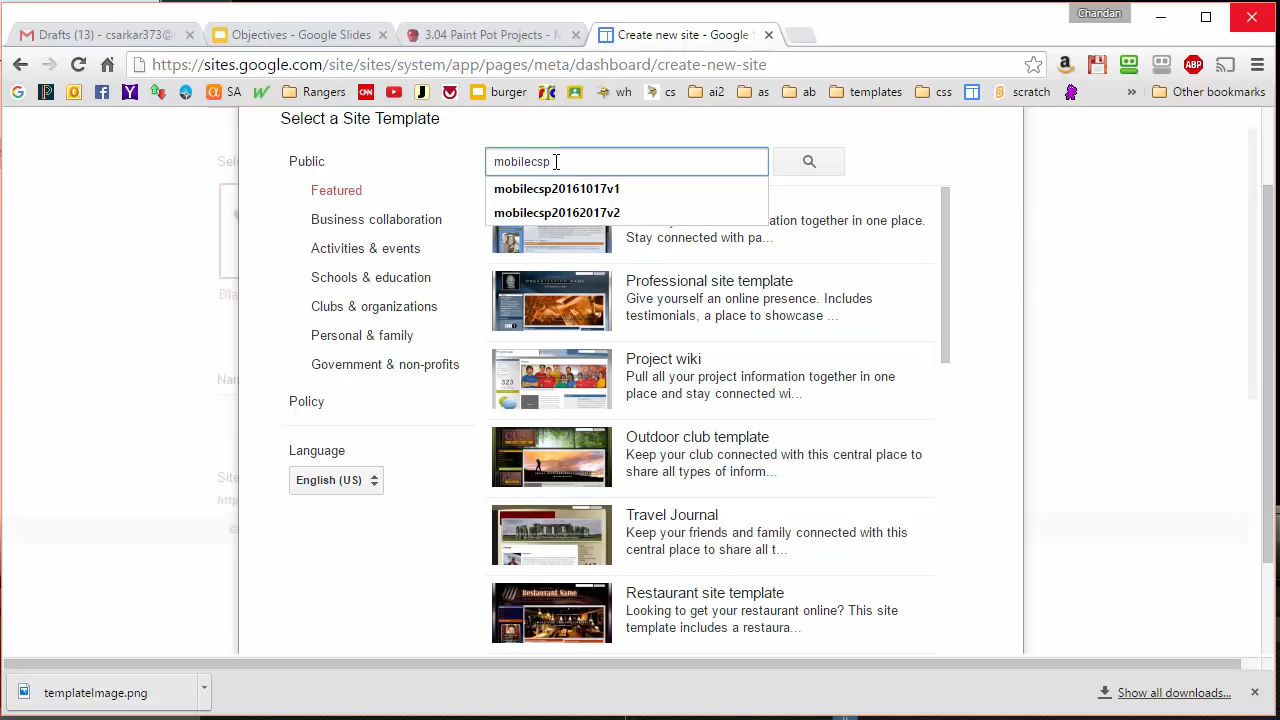 Chandan
Drafts (1) - csarkar373@
Objectives - Google Slides
3.04 Paint Pot Projects - M
Create new site - Google
https://sites.google.com/site/sites/system/app/pages/meta/dashboard/create-new-site
SA
Rangers
burger
wh
cs
ai2
as
ab
templates
css
scratch
»
Other bookmarks
Select a Site Template
Public
mobilecsp
mobilecsp20161017v1
Featured
mobilecsp20162017v2
Business collaboration
ation together in one place.
Stay connected with pa...
Activities & events
Schools & education
Professional site template
Give yourself an online presence. Includes
Clubs & organizations
testimonials, a place to showcase ...
Personal & family
Project wiki
Government & non-profits
Pull all your project information together in one
place and stay connected wi...
Policy
Outdoor club template
Language
Keep your club connected with this central place to
share all types of inform...
English (US)
Travel Journal
Keep your friends and family connected with this
central place to share all t...
Restaurant site template
Looking to get your restaurant online? This site
template includes a restaura...
templateImage.png
Show all downloads...